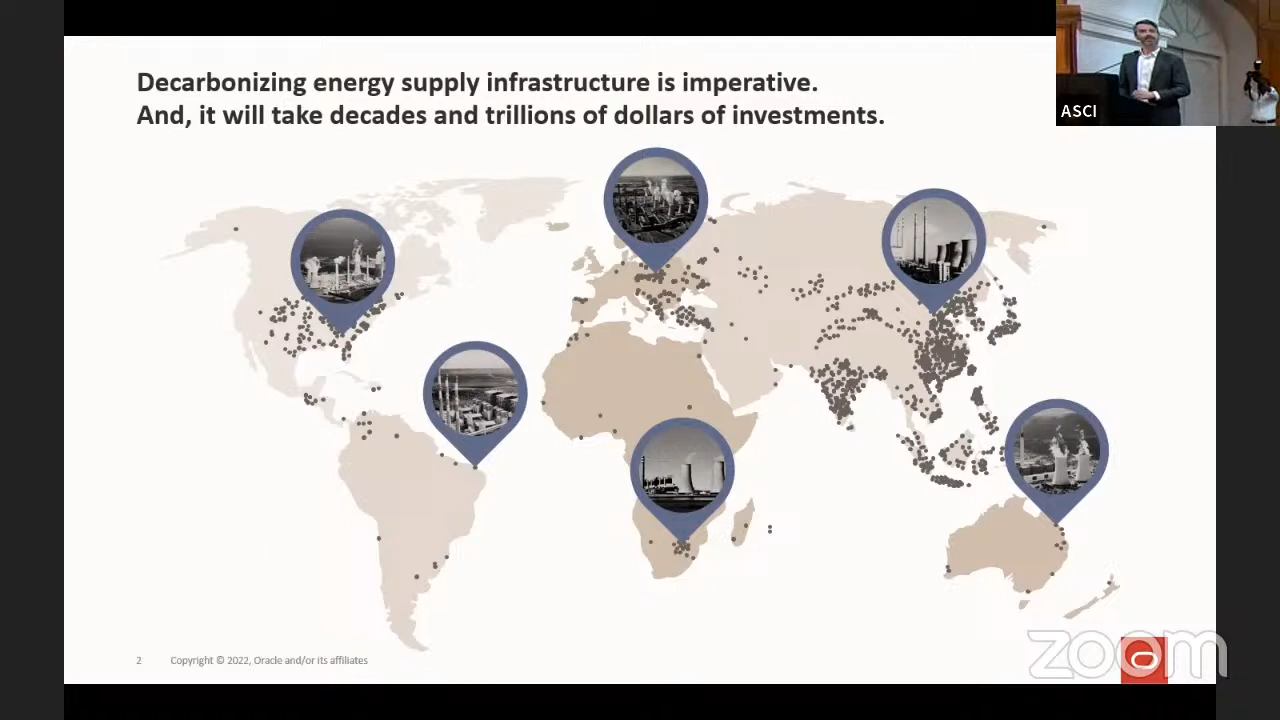 Decarbonizing energy supply infrastructure is imperative.
And, it will take decades and trillions of dollars of investments.
ASCI
2 Copyright © 2022, Oracle and/or its affiliates
zoom